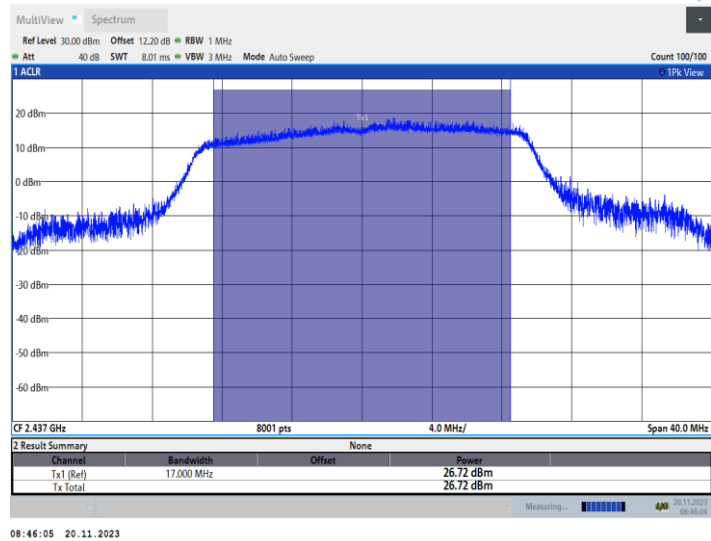 MultiView Spectrum
Ref Level 30.00 dBm Offset 12.20 dB RBW 1 MHz
Att 40 dB SWT 8.01 ms VBW 3 MHz Mode Auto Sweep Count 100/100
1 ACLR 1Pk View
Tx1
20 dBm
10 dBm
0 dBm
-10 dBm
-20 dBm
-30 dBm
-40 dBm
-50 dBm
-60 dBm
CF 2.437 GHz 8001 pts 4.0 MHz/ Span 40.0 MHz
2 Result Summary None
Channel Bandwidth Offset Power
Tx1 (Ref) 17.000 MHz 26.72 dBm
Tx Total 26.72 dBm
Measuring... 20.11.2023
08:46:04
08:46:05 20.11.2023